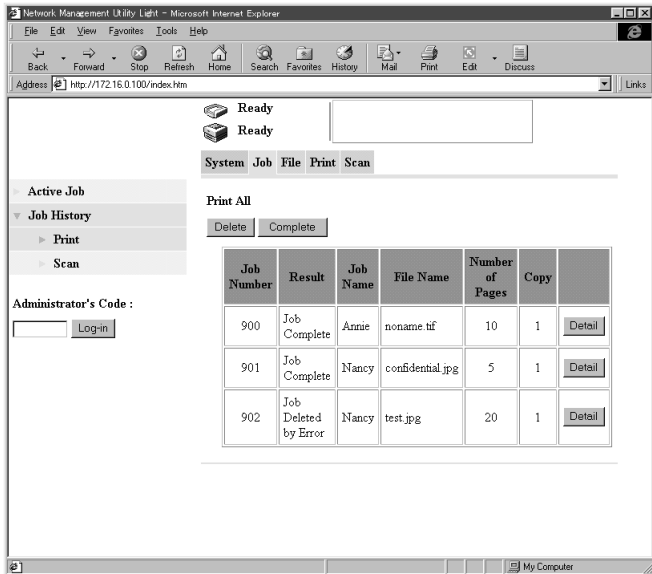 Network Management Utility Light - Microsoft Internet Explorer
File Edit View Favorites Tools Help
Back Forward Stop Refresh Home Search Favorites History Mail Print Edit Discuss
Address http://172.16.0.100/index.htm Links
Ready
Ready
System Job File Print Scan
Active Job
Job History
Print
Scan
Administrator's Code :
Log-in
Print All
Delete Complete
Job Number Result Job Name File Name Number of Pages Copy
900 Job Complete Annie noname.tif 10 1 Detail
901 Job Complete Nancy confidential.jpg 5 1 Detail
902 Job Deleted by Error Nancy test.jpg 20 1 Detail
My Computer